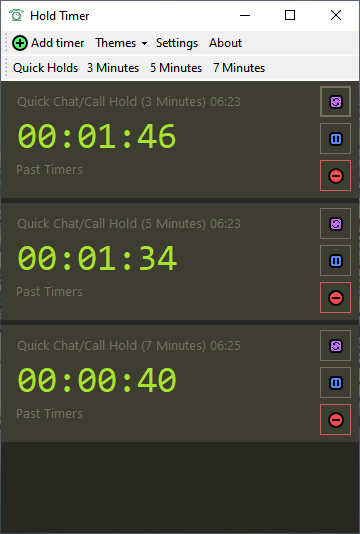 Hold Timer
Add timer Themes Settings About
Quick Holds 3 Minutes 5 Minutes 7 Minutes
Quick Chat/Call Hold (3 Minutes) 06:23
00:01:46
Past Timers
Quick Chat/Call Hold (5 Minutes) 06:23
00:01:34
Past Timers
Quick Chat/Call Hold (7 Minutes) 06:25
00:00:40
Past Timers